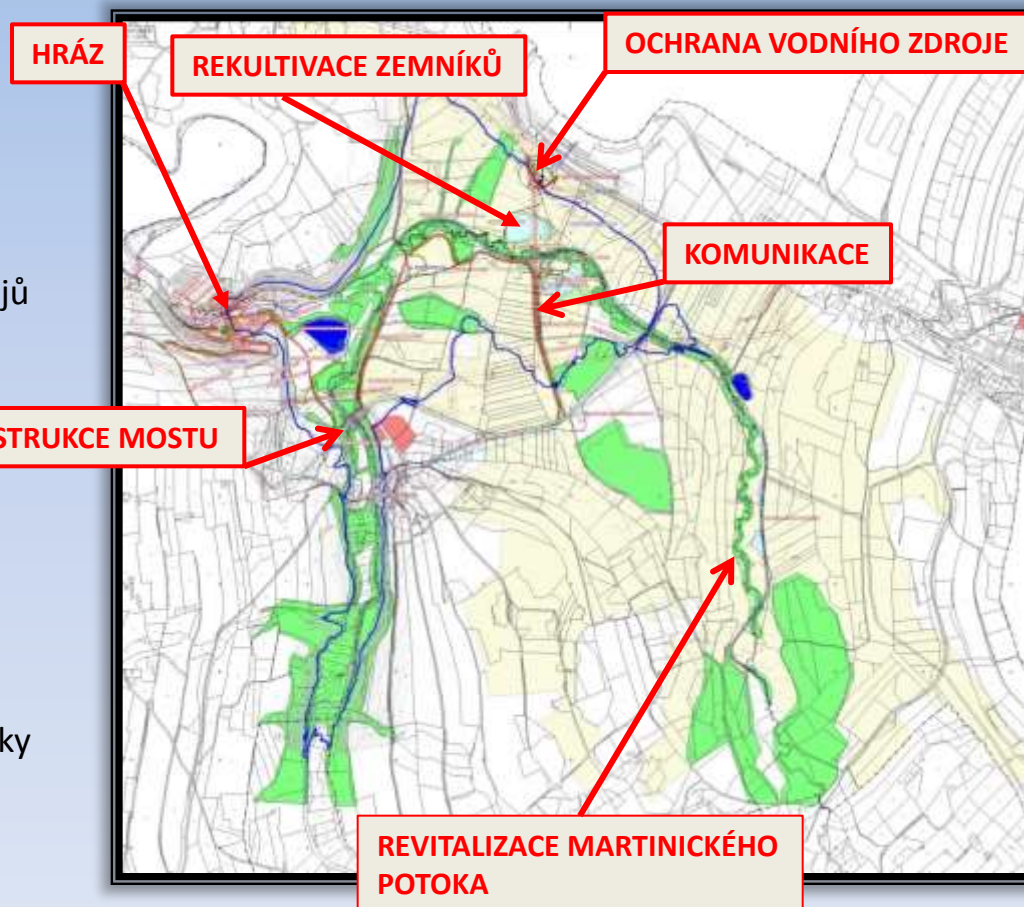 HRÁZ
REKULTIVACE ZEMNÍKŮ
OCHRANA VODNÍHO ZDROJE
KOMUNIKACE
jů
STRUKCE MOSTU
ky
REVITALIZACE MARTINICKÉHO
POTOKA